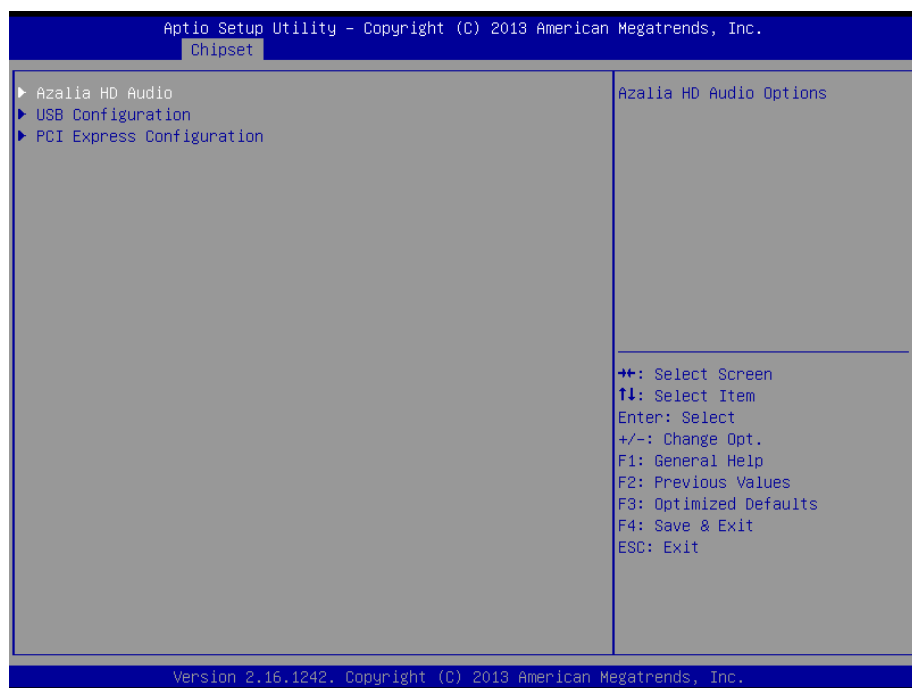 Aptio Setup Utility – Copyright (C) 2013 American Megatrends, Inc.
Chipset
Azalia HD Audio
USB Configuration
PCI Express Configuration
Azalia HD Audio Options
→←: Select Screen
↑↓: Select Item
Enter: Select
+/-: Change Opt.
F1: General Help
F2: Previous Values
F3: Optimized Defaults
F4: Save & Exit
ESC: Exit
Version 2.16.1242. Copyright (C) 2013 American Megatrends, Inc.